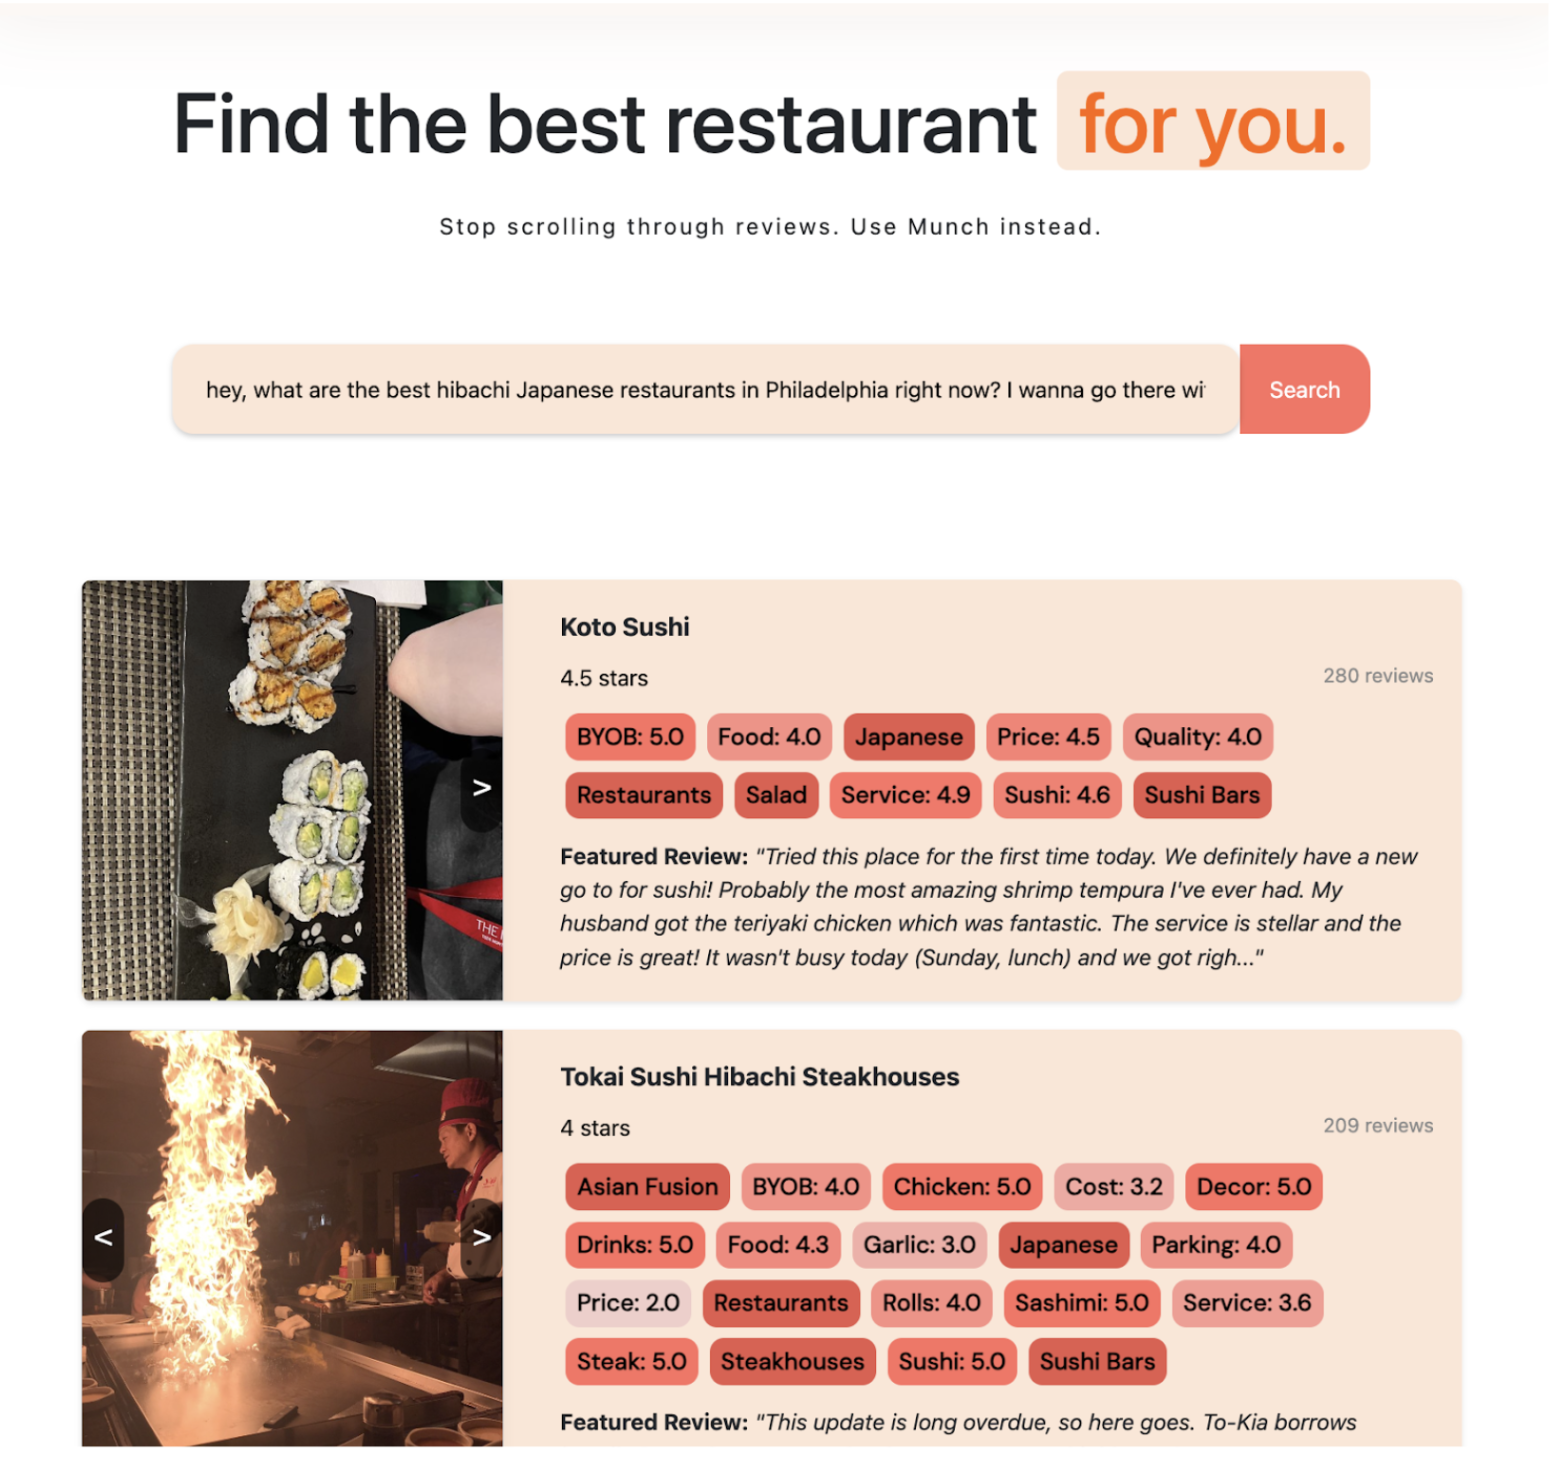 Find the best restaurant for you.
Stop scrolling through reviews. Use Munch instead.
hey, what are the best hibachi Japanese restaurants in Philadelphia right now? I wanna go there
Search
Koto Sushi
4.5 stars
280 reviews
BYOB: 5.0 Food: 4.0 Japanese Price: 4.5 Quality: 4.0
Restaurants Salad Service: 4.9 Sushi: 4.6 Sushi Bars
Featured Review: "Tried this place for the first time today. We definitely have a new
go to for sushi! Probably the most amazing shrimp tempura I've ever had. My
husband got the teriyaki chicken which was fantastic. The service is stellar and the
price is great! It wasn't busy today (Sunday, lunch) and we got righ..."
>
THE
Tokai Sushi Hibachi Steakhouses
4 stars
209 reviews
Asian Fusion BYOB: 4.0 Chicken: 5.0 Cost: 3.2 Decor: 5.0
Drinks: 5.0 Food: 4.3 Garlic: 3.0 Japanese Parking: 4.0
Price: 2.0 Restaurants Rolls: 4.0 Sashimi: 5.0 Service: 3.6
Steak: 5.0 Steakhouses Sushi: 5.0 Sushi Bars
Featured Review: "This update is long overdue, so here goes. To-Kia borrows
< >